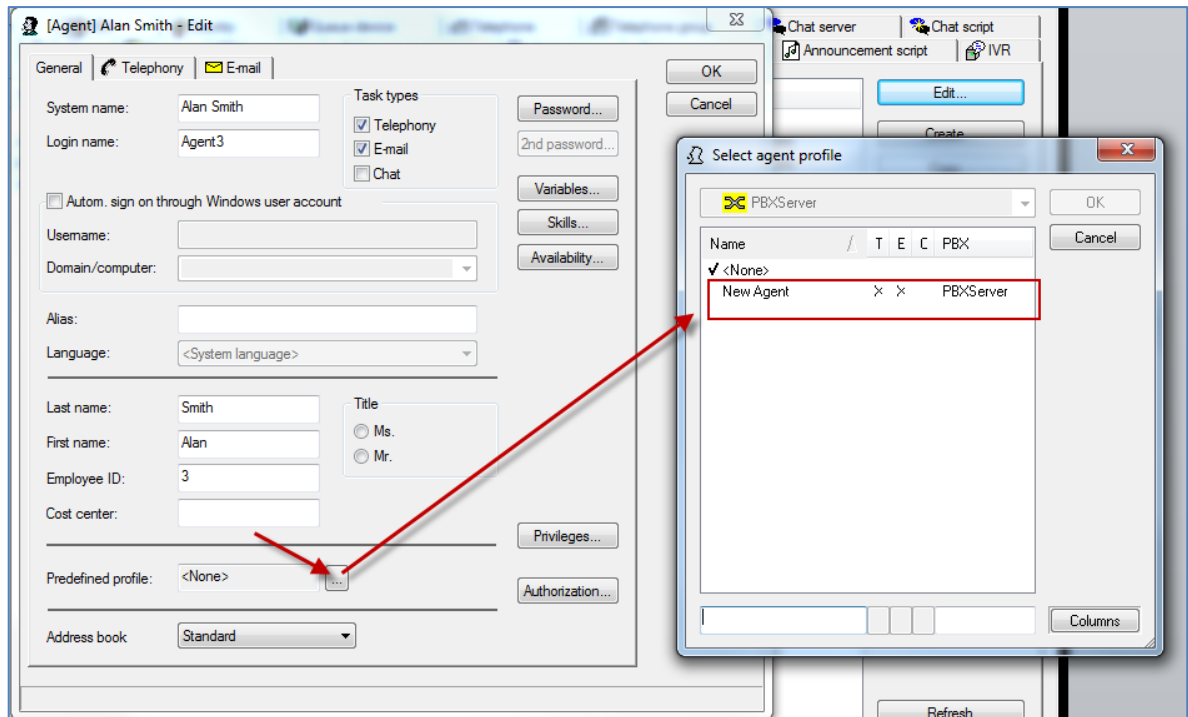 [Agent] Alan Smith - Edit
General
Telephony
E-mail
OK
Cancel
System name:
Alan Smith
Login name:
Agent3
Task types
Telephony
E-mail
Chat
Password...
2nd password...
Variables...
Skills...
Availability...
Autom. sign on through Windows user account
Username:
Domain/computer:
Alias:
Language:
<System language>
Last name:
Smith
First name:
Alan
Employee ID:
3
Cost center:
Title
Ms.
Mr.
Privileges...
Predefined profile:
<None>
...
Authorization...
Address book
Standard
Chat server
Chat script
Announcement script
IVR
Edit...
Create
Select agent profile
PBXServer
OK
Cancel
Name T E C PBX
<None>
New Agent × × PBXServer
Columns
Refresh